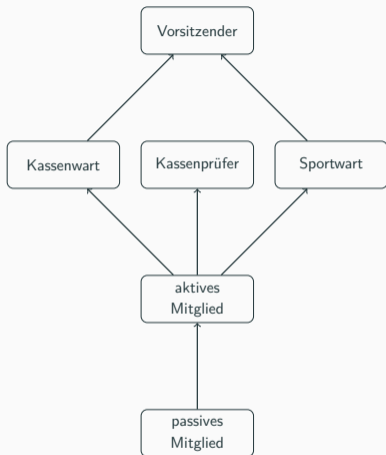 Vorsitzender
Kassenwart
Kassenprüfer
Sportwart
aktives
Mitglied
passives
Mitglied